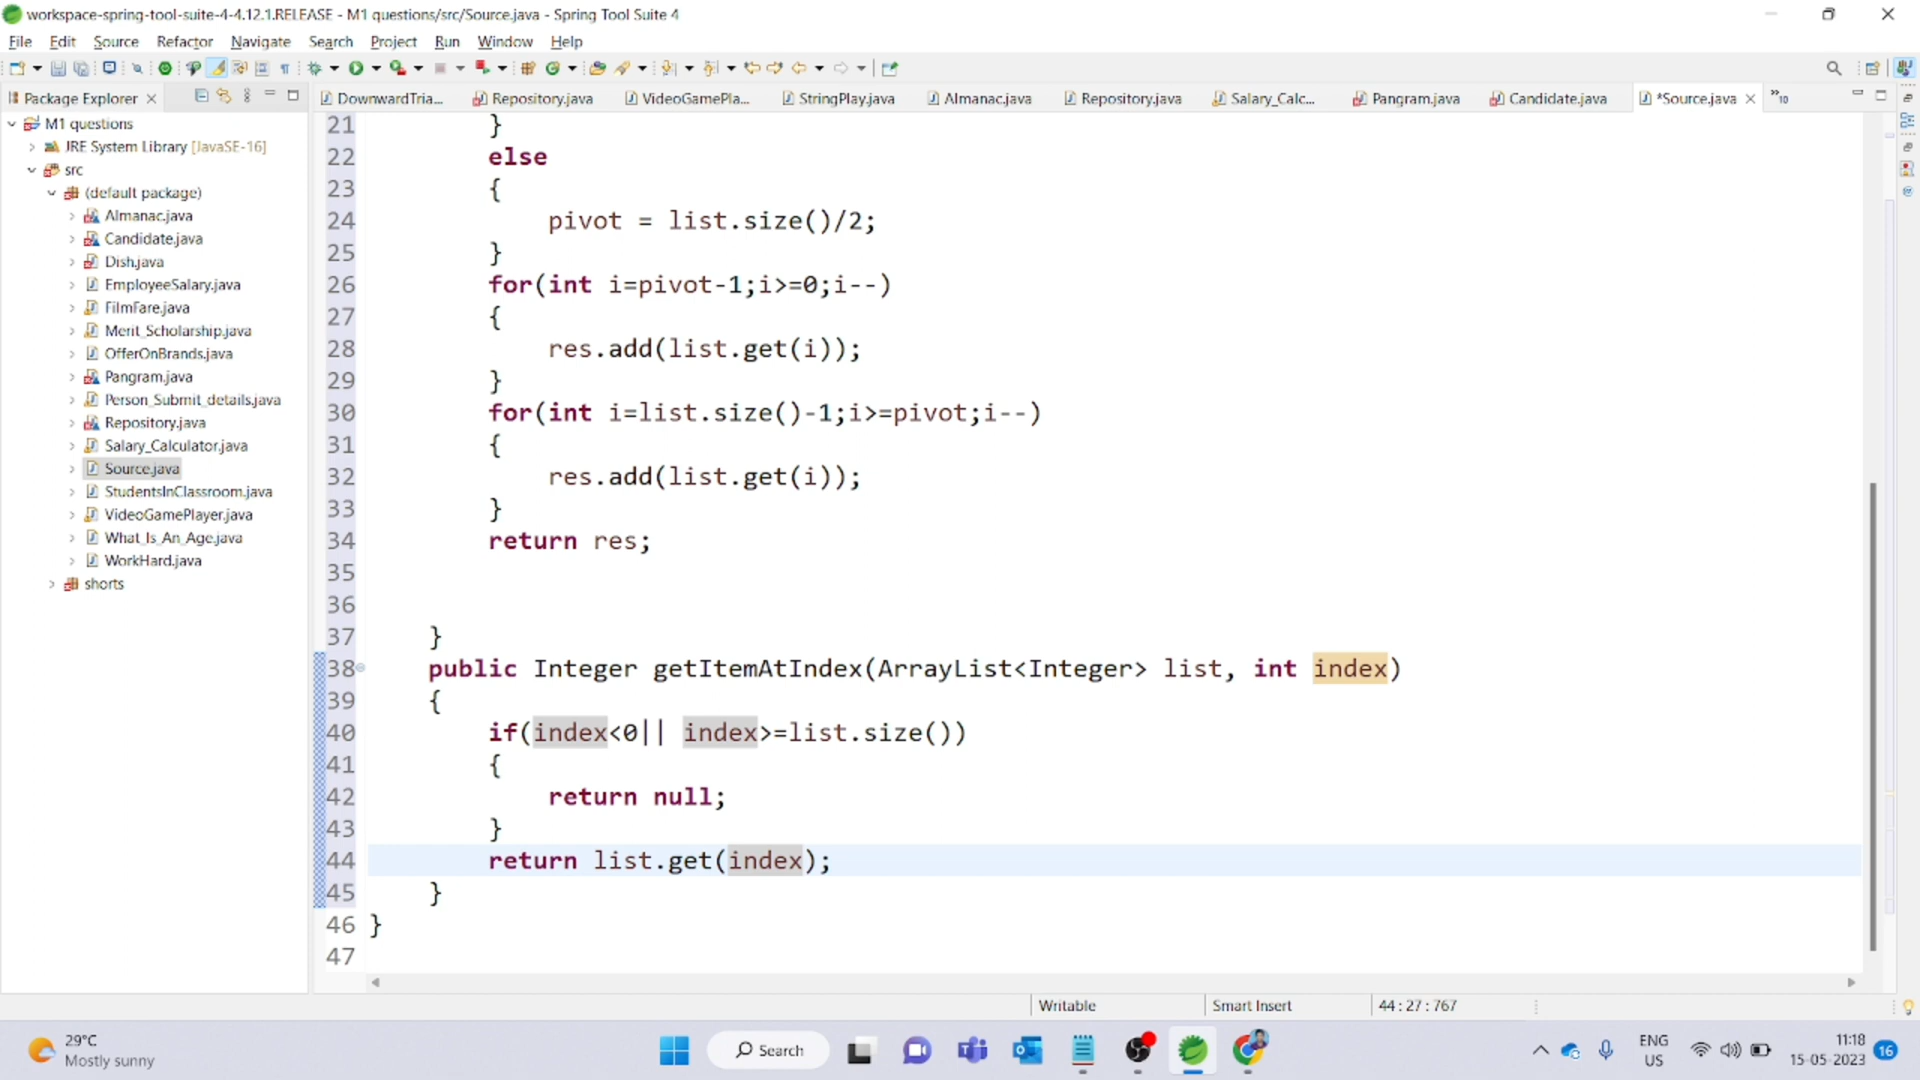 workspace-spring-tool-suite-4-4.12.1.RELEASE - M1 questions/src/Source.java - Spring Tool Suite 4
File Edit Source Refactor Navigate Search Project Run Window Help
Package Explorer
DownwardTria...
Repository.java
VideoGamePla...
StringPlay.java
Almanac.java
Repository.java
Salary_Calc...
Pangram.java
Candidate.java
*Source.java
»10
M1 questions
JRE System Library [JavaSE-16]
src
(default package)
Almanac.java
Candidate.java
Dish.java
EmployeeSalary.java
FilmFare.java
Merit_Scholarship.java
OfferOnBrands.java
Pangram.java
Person_Submit_details.java
Repository.java
Salary_Calculator.java
Source.java
StudentsInClassroom.java
VideoGamePlayer.java
What_Is_An_Age.java
WorkHard.java
shorts
21 }
22 else
23 {
24 pivot = list.size()/2;
25 }
26 for(int i=pivot-1;i>=0;i--)
27 {
28 res.add(list.get(i));
29 }
30 for(int i=list.size()-1;i>=pivot;i--)
31 {
32 res.add(list.get(i));
33 }
34 return res;
35
36
37 }
38 public Integer getItemAtIndex(ArrayList<Integer> list, int index)
39 {
40 if(index<0|| index>=list.size())
41 {
42 return null;
43 }
44 return list.get(index);
45 }
46 }
47
Writable Smart Insert 44 : 27 : 767
29°C
Mostly sunny
Search
ENG
US
11:18
15-05-2023
16